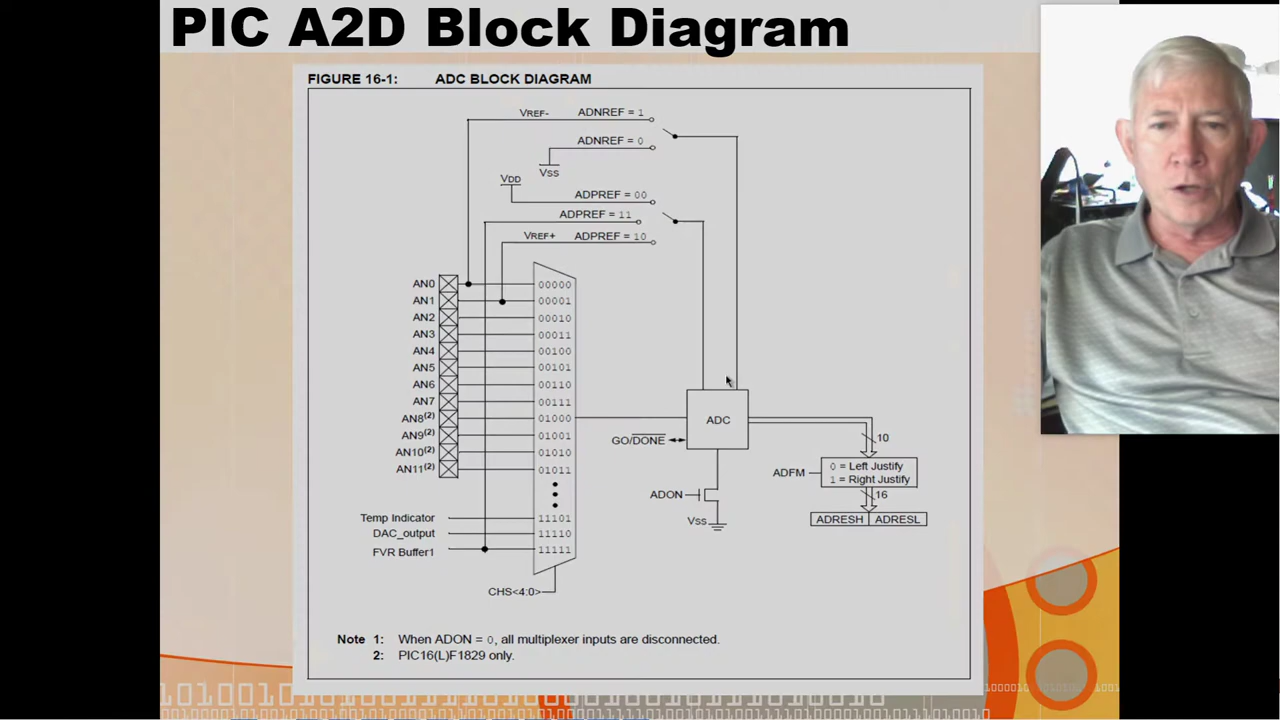 PIC A2D Block Diagram
FIGURE 16-1: ADC BLOCK DIAGRAM
VREF- ADNREF = 1
ADNREF = 0
VSS
VDD
ADPREF = 00
ADPREF = 11
VREF+ ADPREF = 10
AN0 00000
AN1 00001
AN2 00010
AN3 00011
AN4 00100
AN5 00101
AN6 00110
AN7 00111
AN8(2) 01000
AN9(2) 01001
AN10(2) 01010
AN11(2) 01011
Temp Indicator 11101
DAC_output 11110
FVR Buffer1 11111
CHS<4:0>
ADC
GO/DONE
ADON
VSS
10
ADFM
0 = Left Justify
1 = Right Justify
16
ADRESH ADRESL
Note 1: When ADON = 0, all multiplexer inputs are disconnected.
2: PIC16(L)F1829 only.